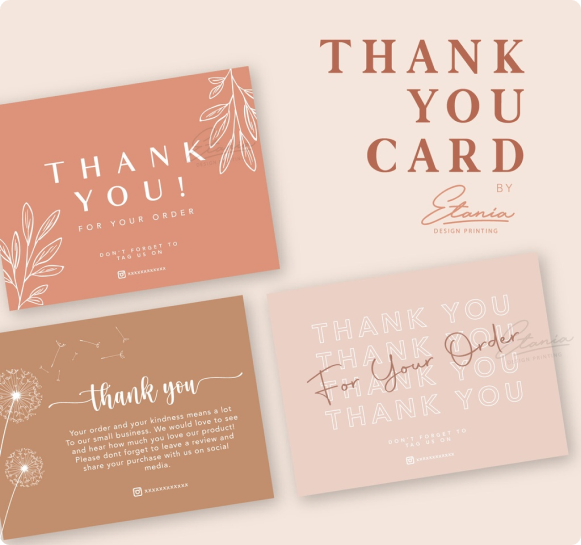 THANK
YOU
CARD
BY
Etania
DESIGN PRINTING
THANK
YOU!
FOR YOUR ORDER
DON'T FORGET TO
TAG US ON
xxxxxxxxxxxx
thank you
Your order and your kindness means a lot
To our small business. We would love to see
and hear how much you love our product!
Please dont forget to leave a review and
share your purchase with us on social
media.
xxxxxxxxxxxx
THANK YOU
THANK YOU
For Your Order
THANK YOU
THANK YOU
Etania
DON'T FORGET TO
TAG US ON
xxxxxxxxxxxx